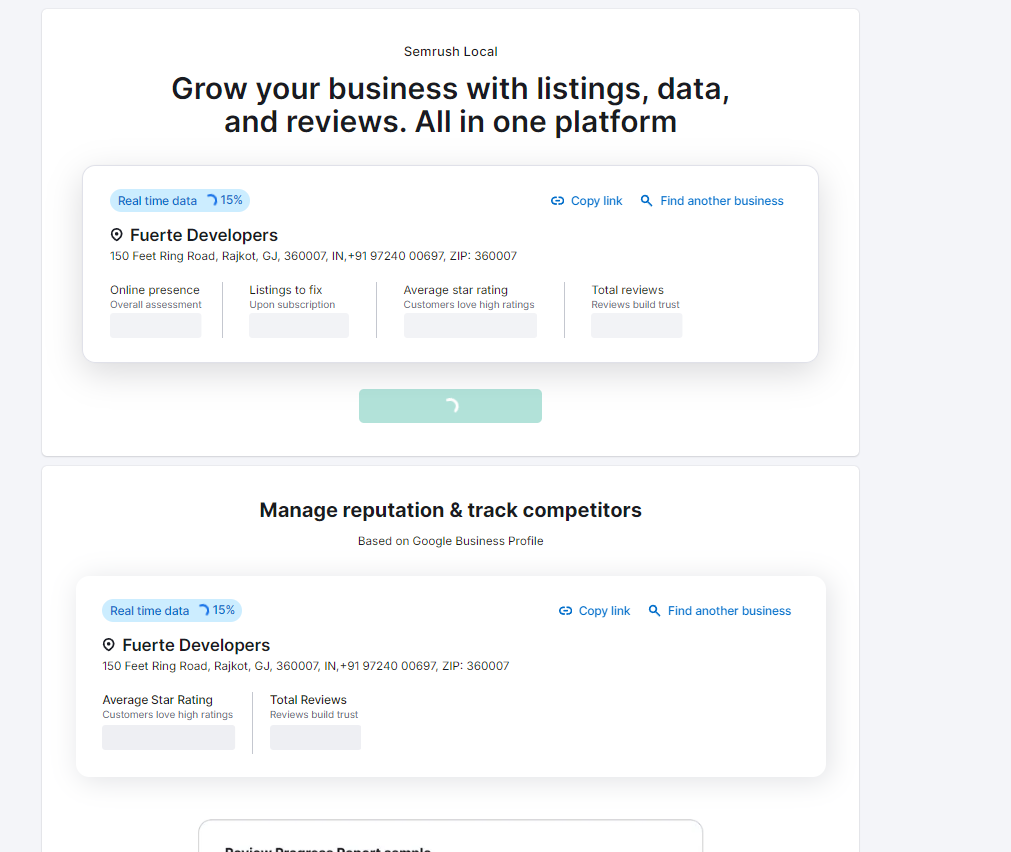 Semrush Local
Grow your business with listings, data,
and reviews. All in one platform
Real time data 15%
Copy link
Find another business
Fuerte Developers
150 Feet Ring Road, Rajkot, GJ, 360007, IN,+91 97240 00697, ZIP: 360007
Online presence
Overall assessment
Listings to fix
Upon subscription
Average star rating
Customers love high ratings
Total reviews
Reviews build trust
Manage reputation & track competitors
Based on Google Business Profile
Real time data 15%
Copy link
Find another business
Fuerte Developers
150 Feet Ring Road, Rajkot, GJ, 360007, IN,+91 97240 00697, ZIP: 360007
Average Star Rating
Customers love high ratings
Total Reviews
Reviews build trust
Review Progress Report sample